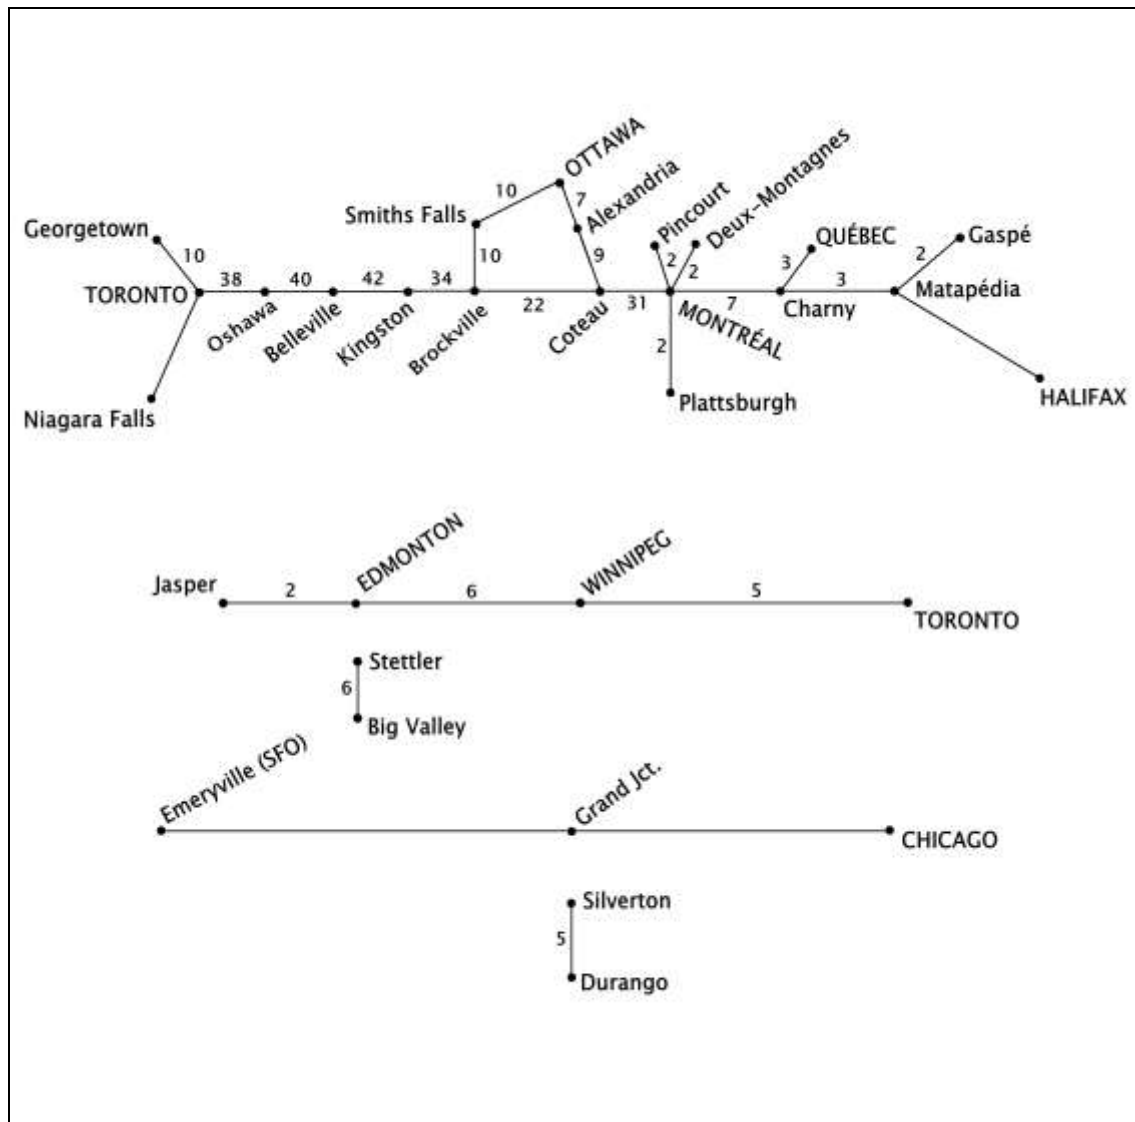 OTTAWA
10
7
Alexandria
Deux-Montagnes
Pincourt
Smiths Falls
Georgetown
QUÉBEC
Gaspé
10
10
9
2
2
3
2
TORONTO
38
40
42
34
22
31
7
3
Matapédia
Oshawa
Belleville
Kingston
Brockville
Coteau
MONTRÉAL
Charny
2
Niagara Falls
Plattsburgh
HALIFAX
Jasper
2
EDMONTON
6
WINNIPEG
5
TORONTO
Stettler
6
Big Valley
Emeryville (SFO)
Grand Jct.
CHICAGO
Silverton
5
Durango